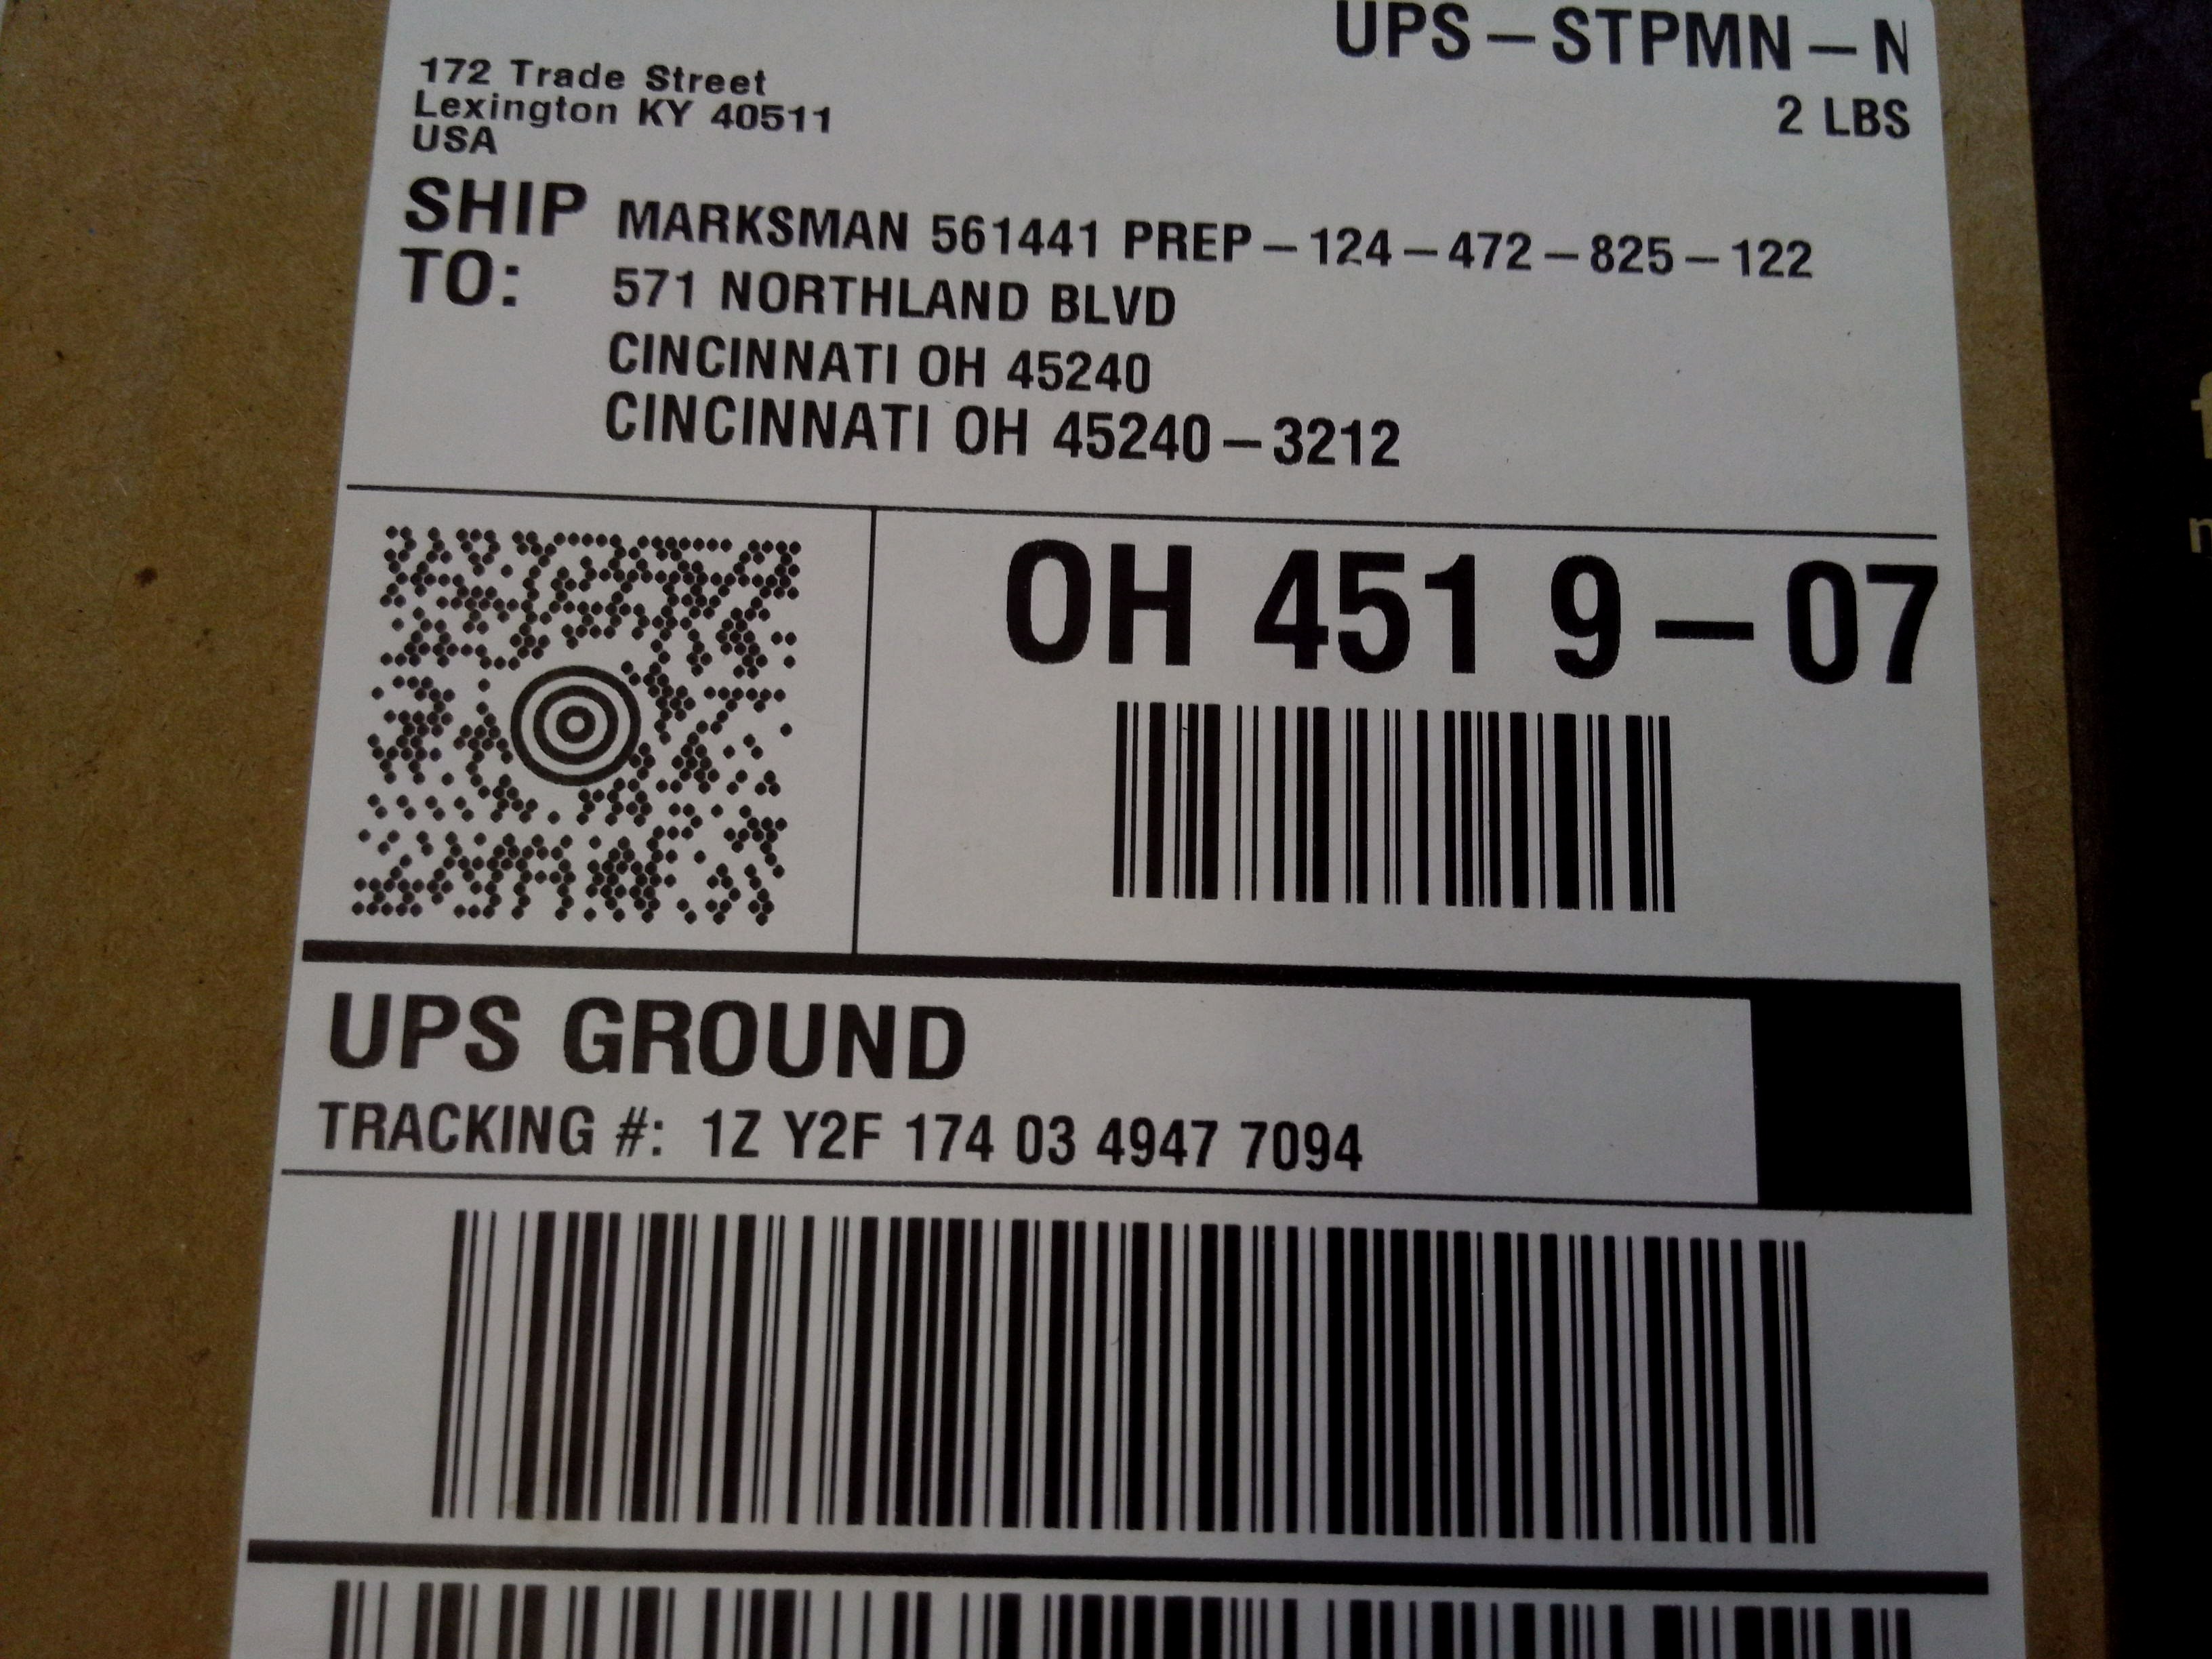 UPS-STPMN-N
172 Trade Street
Lexington KY 40511
USA
2 LBS
SHIP TO:
MARKSMAN 561441 PREP-124-472-825-122
571 NORTHLAND BLVD
CINCINNATI OH 45240
CINCINNATI OH 45240-3212
OH 451 9-07
UPS GROUND
TRACKING #: 1Z Y2F 174 03 4947 7094